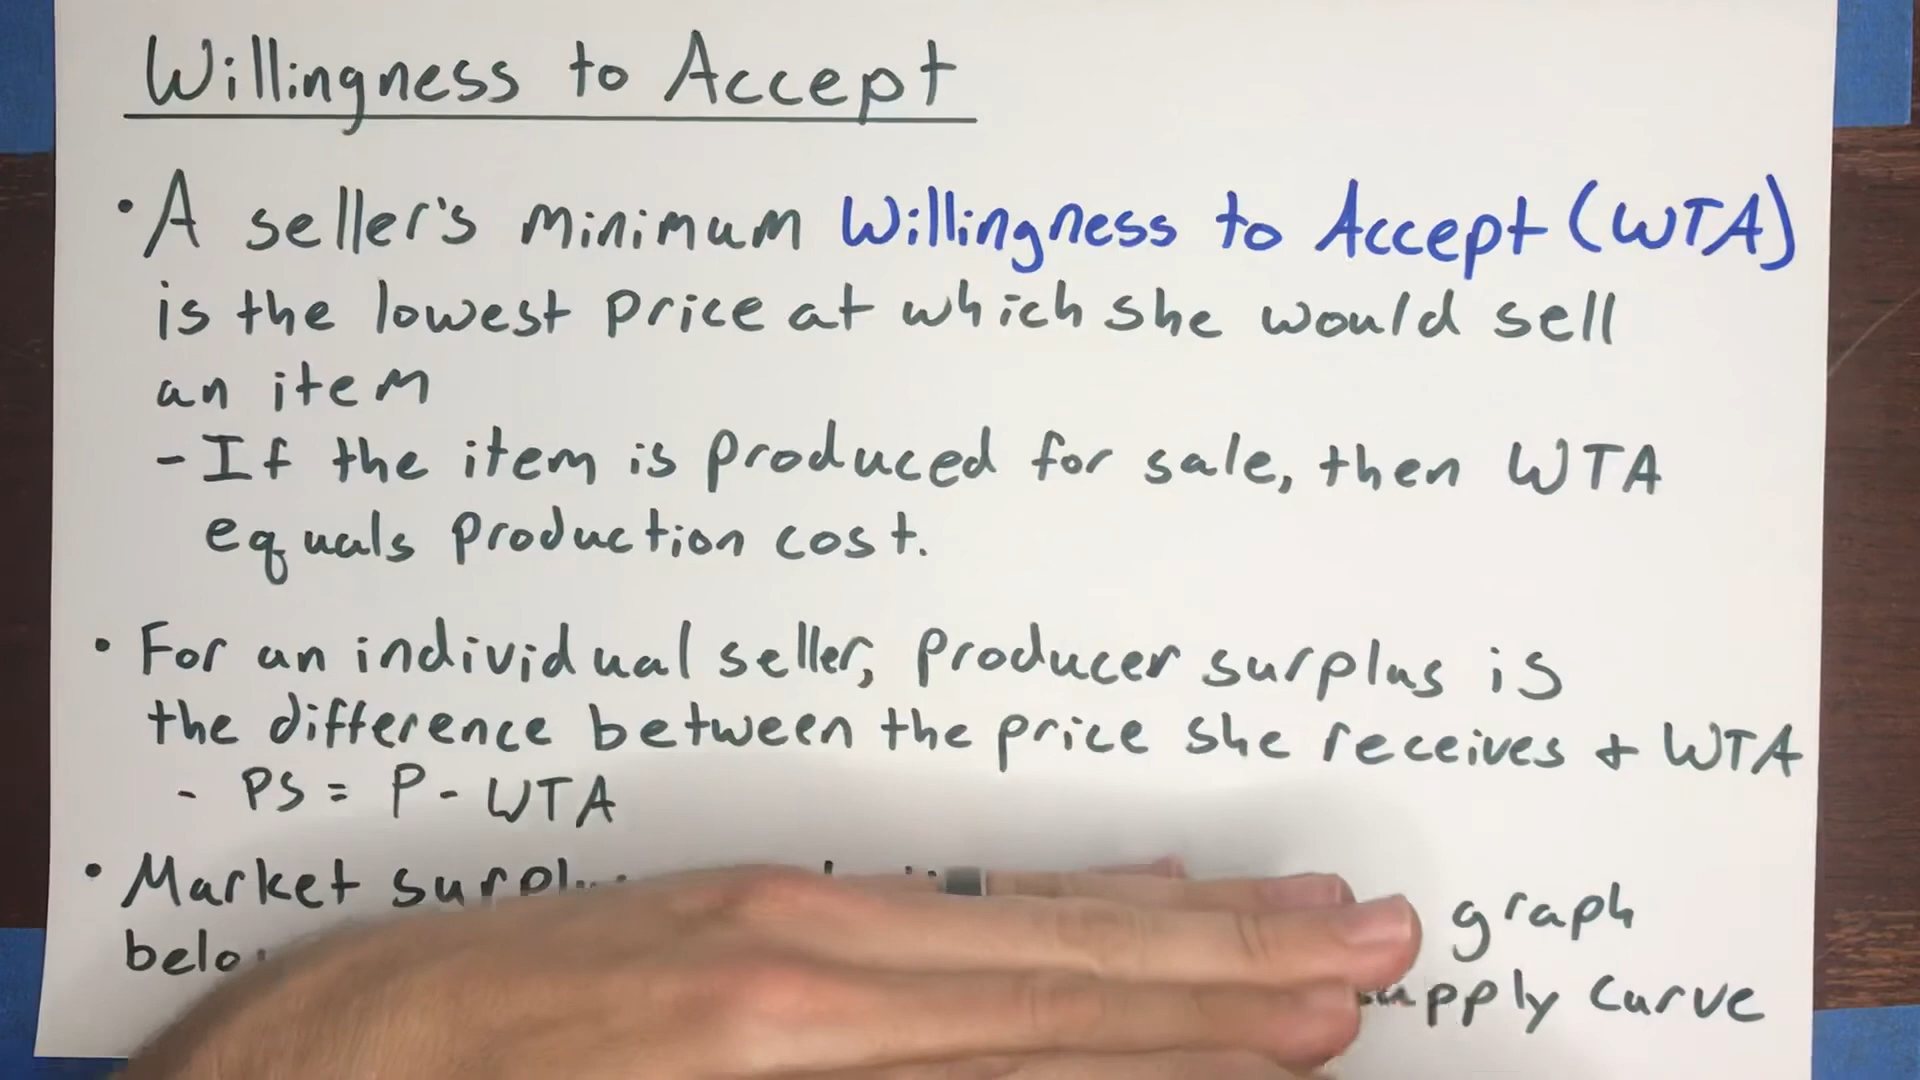 Willingness to Accept
• A seller's minimum Willingness to Accept (WTA)
is the lowest price at which she would sell
an item
- If the item is produced for sale, then WTA
equals production cost.
• For an individual seller, producer surplus is
the difference between the price she receives + WTA
- PS = P - WTA
• Market graph
curve